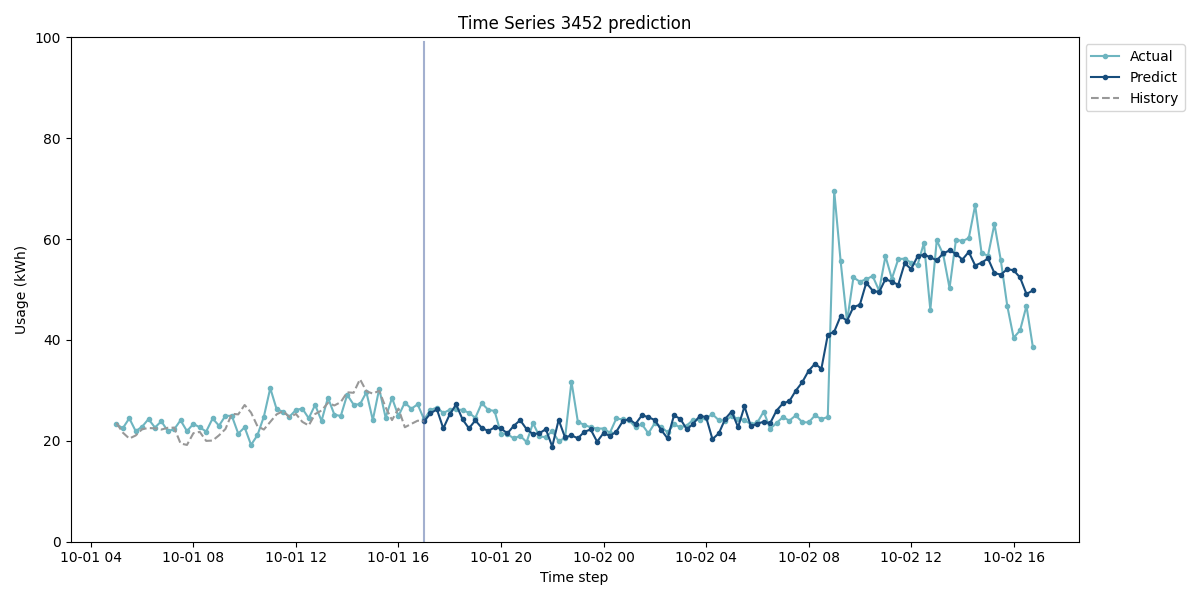 Time Series 3452 prediction
Usage (kWh)
100
80
60
40
20
0
10-01 04
10-01 08
10-01 12
10-01 16
10-01 20
10-02 00
10-02 04
10-02 08
10-02 12
10-02 16
Time step
Actual
Predict
History